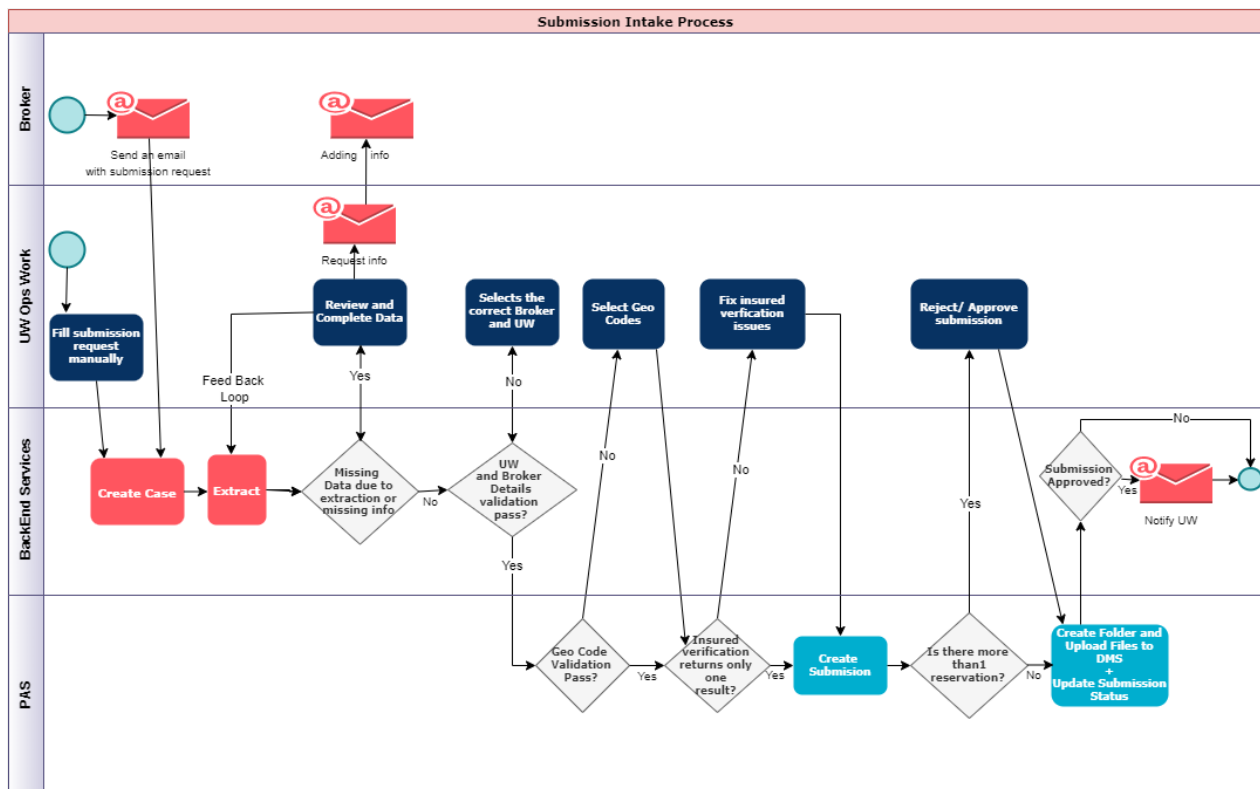 Submission Intake Process
Broker
@
Send an email
with submission request
@
Adding info
UW Ops Work
@
Request info
Fill submission
request
manually
Review and
Complete Data
Selects the
correct Broker
and UW
Select Geo
Codes
Fix insured
verfication
issues
Reject/ Approve
submission
Feed Back
Loop
Yes
No
No
No
Yes
BackEnd Services
Create Case
Extract
Missing
Data due to
extraction or
missing info
No
UW
and Broker
Details
validation
pass?
Yes
Submission
Approved?
No
Yes
@
Notify UW
PAS
Geo Code
Validation
Pass?
Yes
Insured
verification
returns only
one
result?
Yes
Create
Submision
Is there more
than1
reservation?
No
Create Folder and
Upload Files to
DMS
+
Update Submission
Status